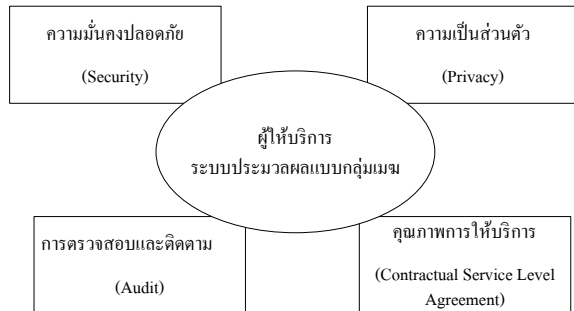 ความมั่นคงปลอดภัย
(Security)
ความเป็นส่วนตัว
(Privacy)
ผู้ให้บริการ
ระบบประมวลผลแบบกลุ่มเมฆ
การตรวจสอบและติดตาม
(Audit)
คุณภาพการให้บริการ
(Contractual Service Level
Agreement)